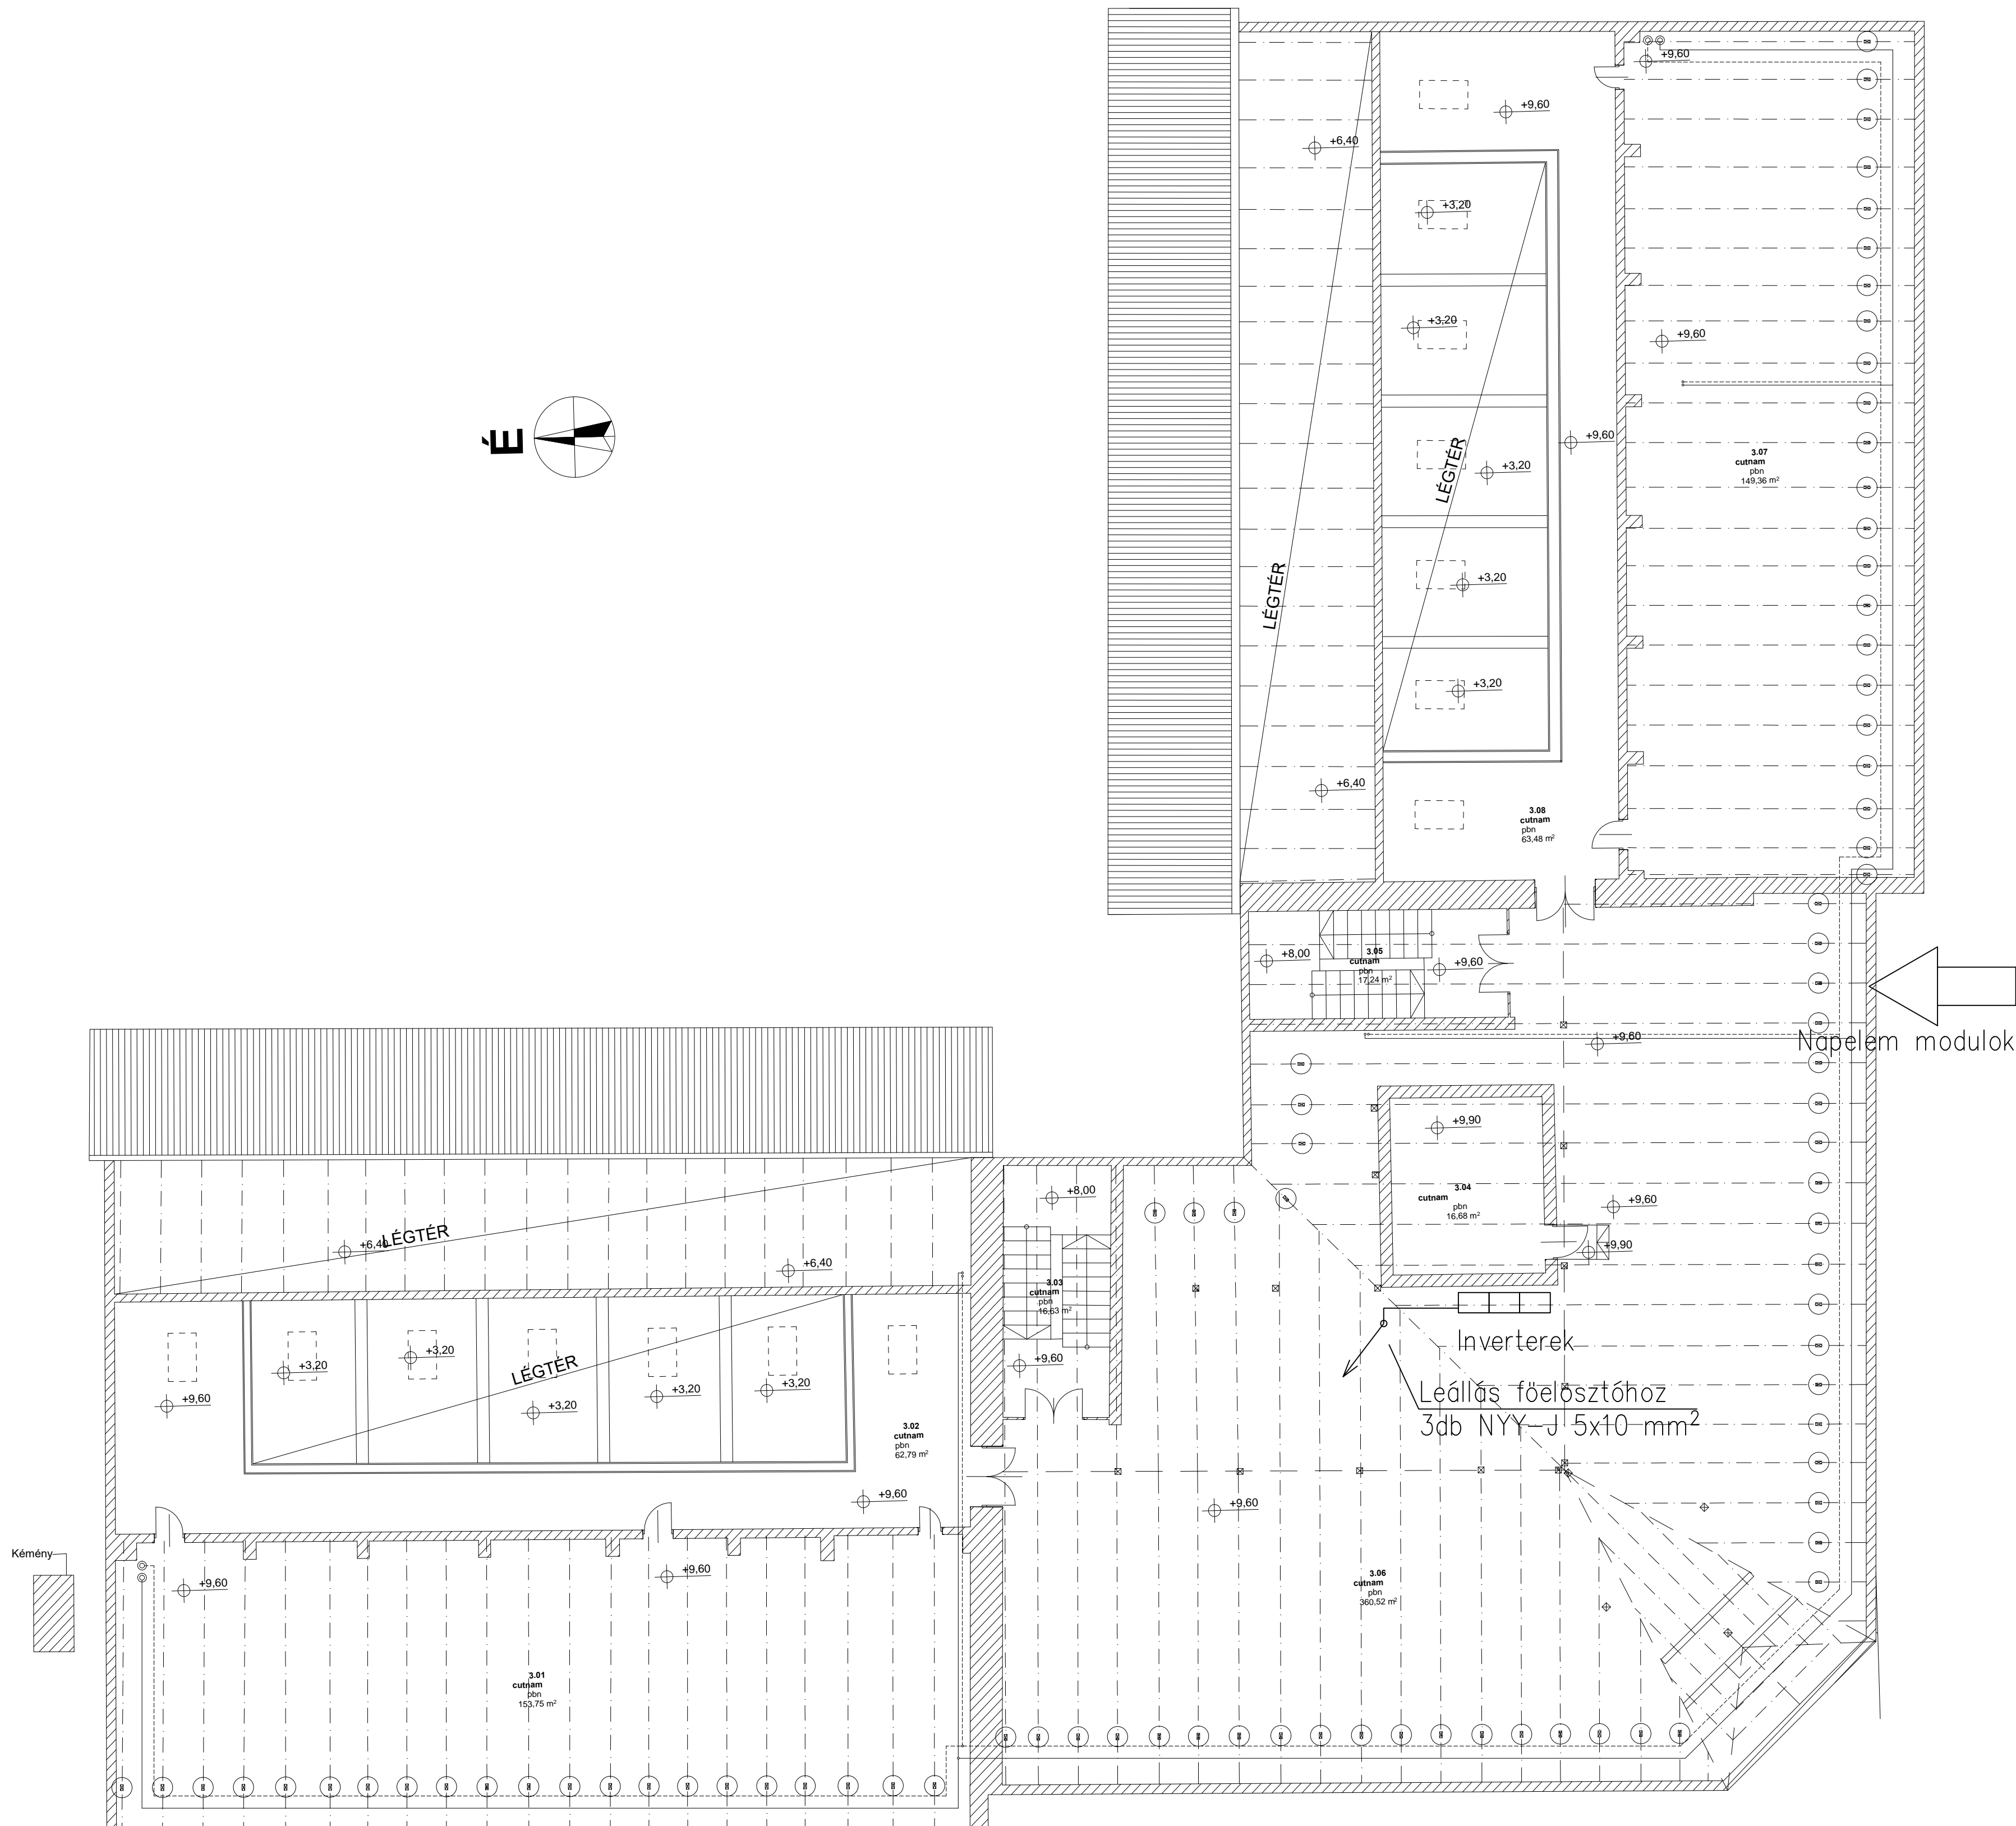 +9,60
+9,60
+6,40
+3,20
+3,20
+9,60
É
+9,60
LÉGTÉR
+3,20
3.07
cutnam
pbn
149,36 m²
LÉGTÉR
+3,20
+3,20
+6,40
3.08
cutnam
pbn
63,48 m²
+8,00
3.05
cutnam
pbn
17,24 m²
+9,60
+9,60
Napelem modulok
+9,90
3.04
cutnam
pbn
16,68 m²
+9,60
+9,90
+8,00
LÉGTÉR
+6,40
+6,40
3.03
cutnam
pbn
16,63 m²
Inverterek
+9,60
+3,20
+3,20
LÉGTÉR
+9,60
+3,20
+3,20
+3,20
Leállás főelosztóhoz
3db NYY-J 5x10 mm²
3.02
cutnam
pbn
62,79 m²
+9,60
+9,60
Kémény
+9,60
+9,60
3.06
cutnam
pbn
360,52 m²
3.01
cutnam
pbn
153,75 m²